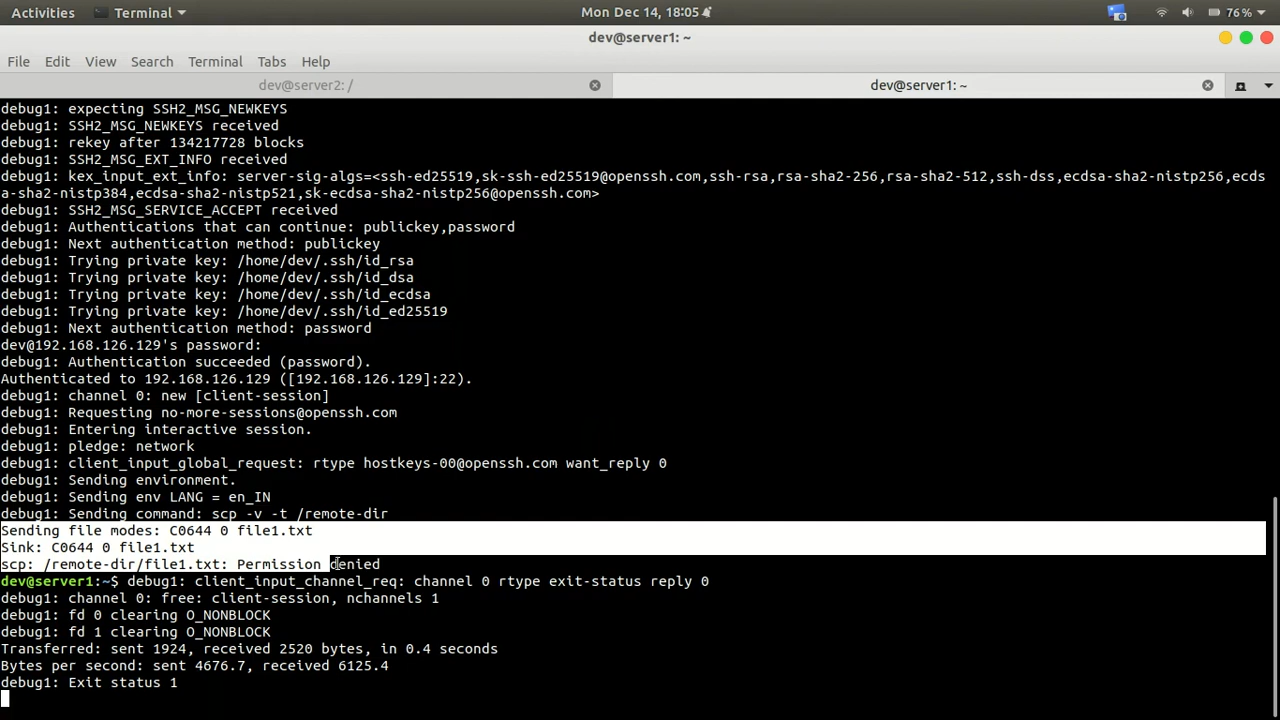 Activities
Terminal
Mon Dec 14, 18:05
76%
dev@server1: ~
File Edit View Search Terminal Tabs Help
dev@server2: /
dev@server1: ~
debug1: expecting SSH2_MSG_NEWKEYS
debug1: SSH2_MSG_NEWKEYS received
debug1: rekey after 134217728 blocks
debug1: SSH2_MSG_EXT_INFO received
debug1: kex_input_ext_info: server-sig-algs=<ssh-ed25519,sk-ssh-ed25519@openssh.com,ssh-rsa,rsa-sha2-256,rsa-sha2-512,ssh-dss,ecdsa-sha2-nistp256,ecds
a-sha2-nistp384,ecdsa-sha2-nistp521,sk-ecdsa-sha2-nistp256@openssh.com>
debug1: SSH2_MSG_SERVICE_ACCEPT received
debug1: Authentications that can continue: publickey,password
debug1: Next authentication method: publickey
debug1: Trying private key: /home/dev/.ssh/id_rsa
debug1: Trying private key: /home/dev/.ssh/id_dsa
debug1: Trying private key: /home/dev/.ssh/id_ecdsa
debug1: Trying private key: /home/dev/.ssh/id_ed25519
debug1: Next authentication method: password
dev@192.168.126.129's password:
debug1: Authentication succeeded (password).
Authenticated to 192.168.126.129 ([192.168.126.129]:22).
debug1: channel 0: new [client-session]
debug1: Requesting no-more-sessions@openssh.com
debug1: Entering interactive session.
debug1: pledge: network
debug1: client_input_global_request: rtype hostkeys-00@openssh.com want_reply 0
debug1: Sending environment.
debug1: Sending env LANG = en_IN
debug1: Sending command: scp -v -t /remote-dir
Sending file modes: C0644 0 file1.txt
Sink: C0644 0 file1.txt
scp: /remote-dir/file1.txt: Permission denied
dev@server1:~$ debug1: client_input_channel_req: channel 0 rtype exit-status reply 0
debug1: channel 0: free: client-session, nchannels 1
debug1: fd 0 clearing O_NONBLOCK
debug1: fd 1 clearing O_NONBLOCK
Transferred: sent 1924, received 2520 bytes, in 0.4 seconds
Bytes per second: sent 4676.7, received 6125.4
debug1: Exit status 1